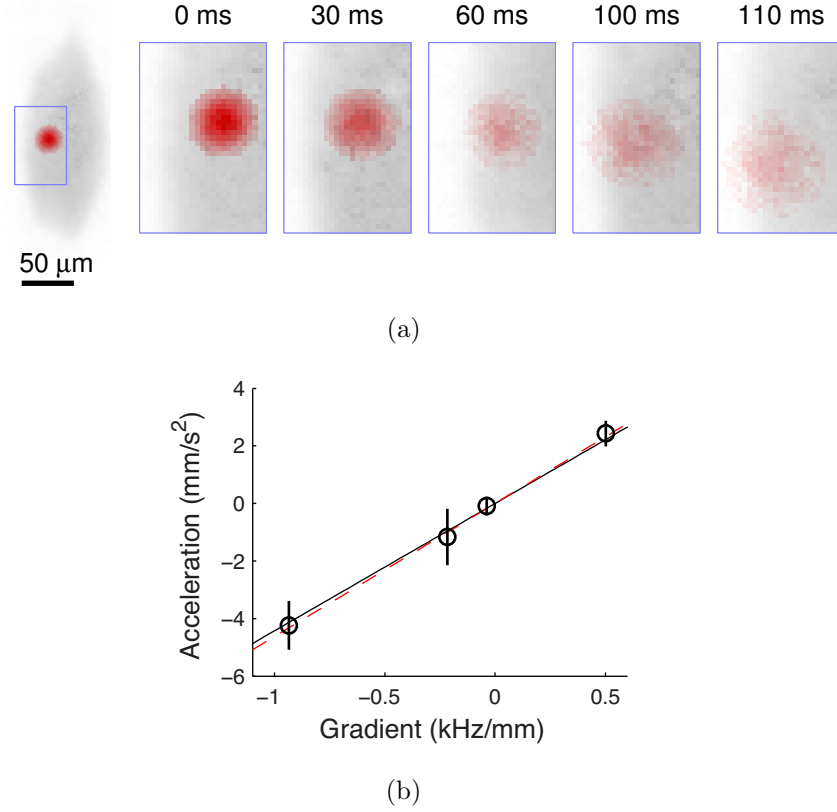 0 ms 30 ms 60 ms 100 ms 110 ms
50 μm
(a)
4
2
0
−2
−4
−6
Acceleration (mm/s²)
−1 −0.5 0 0.5
Gradient (kHz/mm)
(b)